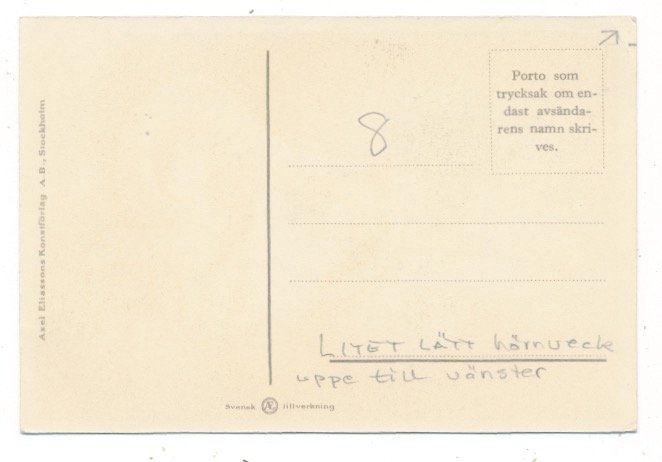 Axel Eliassons Konstförlag A.B., Stockholm
Porto som
trycksak om en-
dast avsända-
rens namn skri-
ves.
8
LITET LÄTT hörnveck
uppe till vänster
Svensk Æ tillverkning